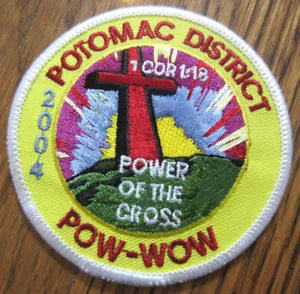 POTOMAC DISTRICT
2004
1 COR 1:18
POWER
OF THE
CROSS
POW-WOW